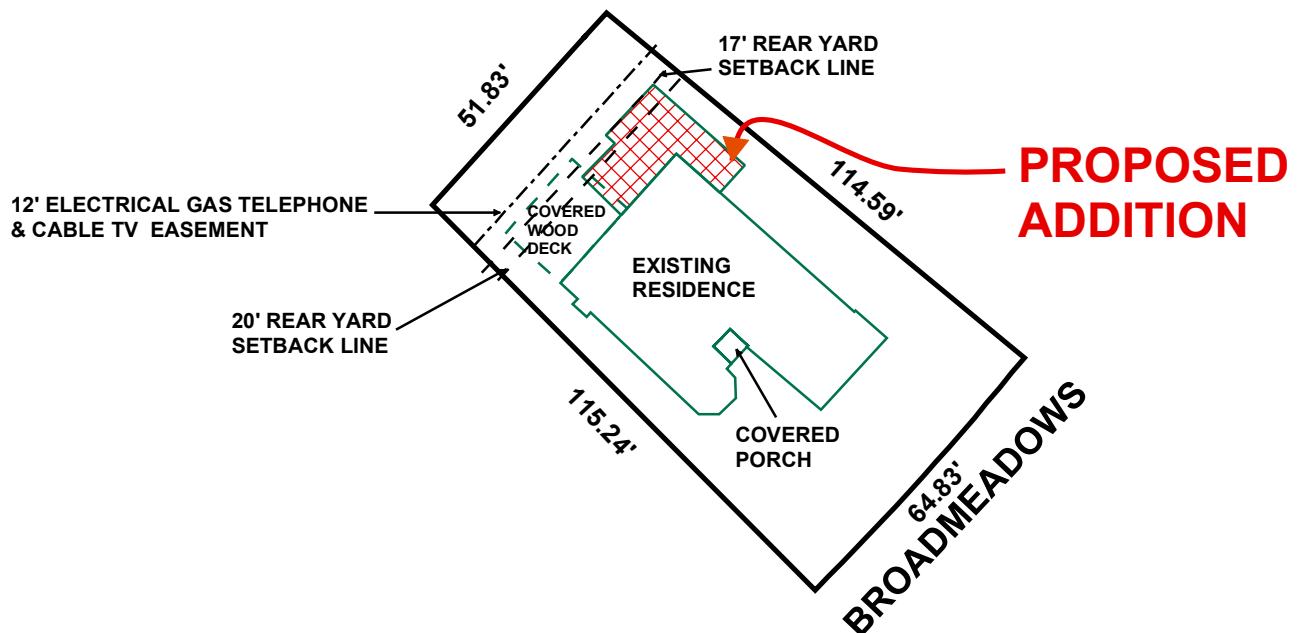 17' REAR YARD
SETBACK LINE
51.83'
PROPOSED
ADDITION
114.59'
12' ELECTRICAL GAS TELEPHONE
& CABLE TV EASEMENT
COVERED
WOOD
DECK
EXISTING
RESIDENCE
20' REAR YARD
SETBACK LINE
115.24'
COVERED
PORCH
64.83'
BROADMEADOWS